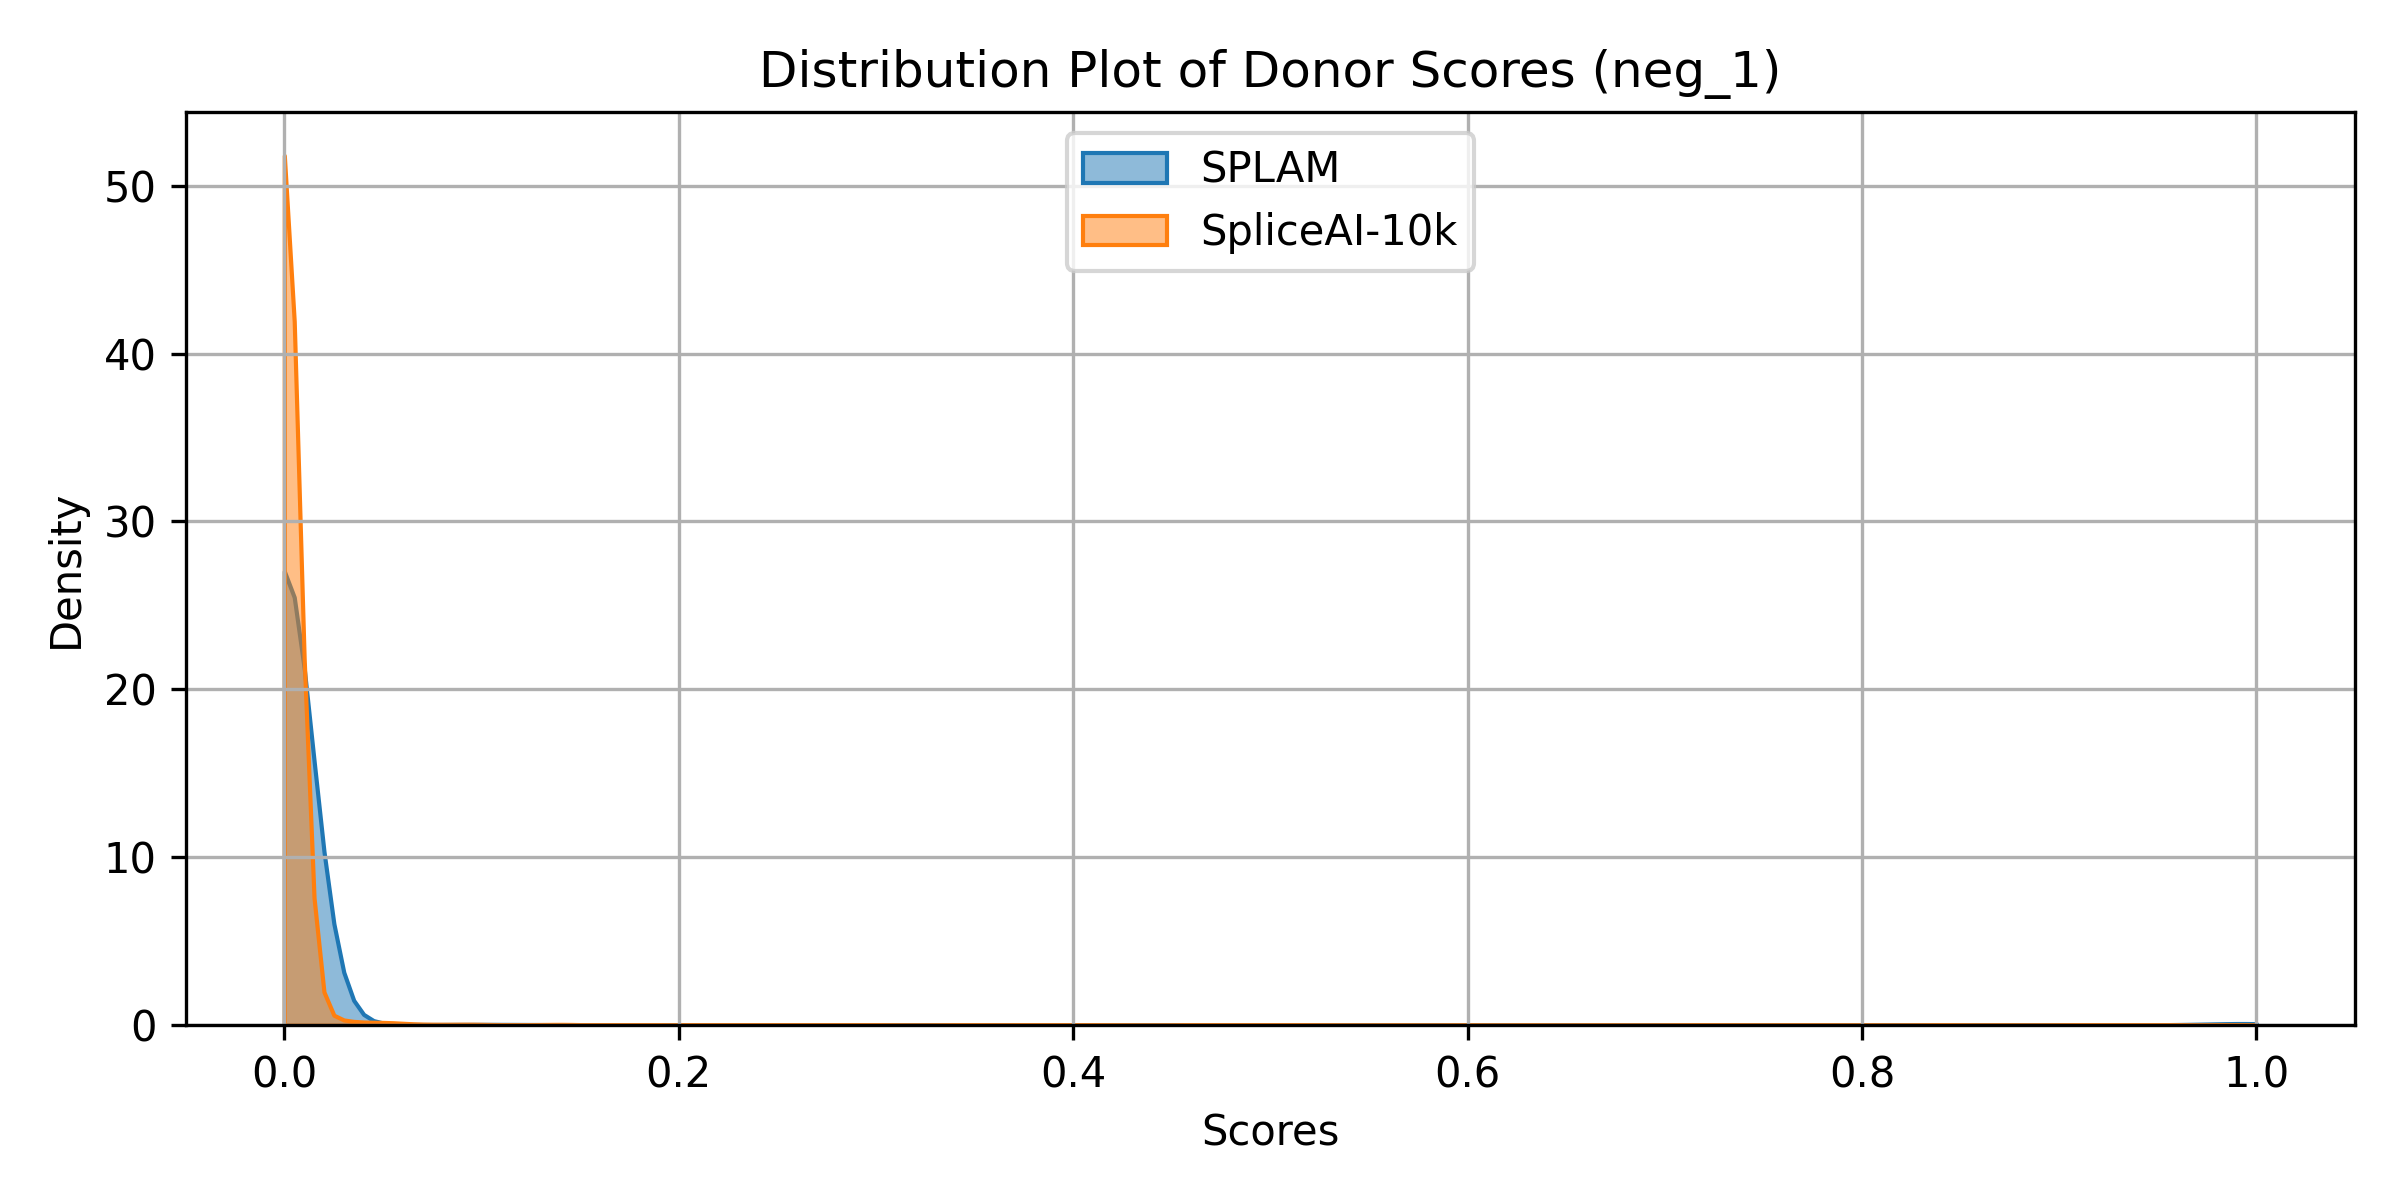 Distribution Plot of Donor Scores (neg_1)
SPLAM
SpliceAI-10k
50
40
30
20
10
0
Density
0.0 0.2 0.4 0.6 0.8 1.0
Scores